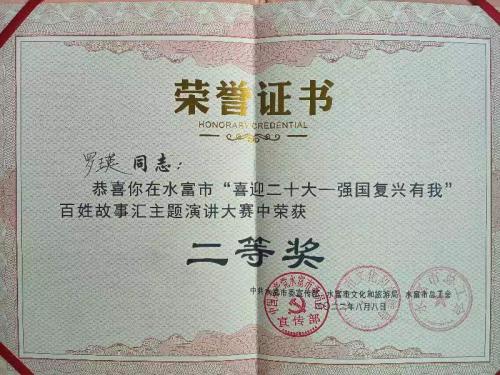 荣誉证书
HONORARY CREDENTIAL
罗瑛 同志：
恭喜你在水富市“喜迎二十大—强国复兴有我”
百姓故事汇主题演讲大赛中荣获
二等奖
中共水富市委宣传部 水富市文化和旅游局 水富市总工会
二〇二二年八月八日
宣传部